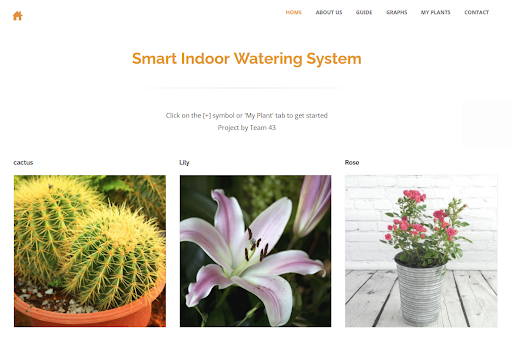 HOME ABOUT US GUIDE GRAPHS MY PLANTS CONTACT
Smart Indoor Watering System
Click on the [+] symbol or 'My Plant' tab to get started
Project by Team 43
cactus Lily Rose